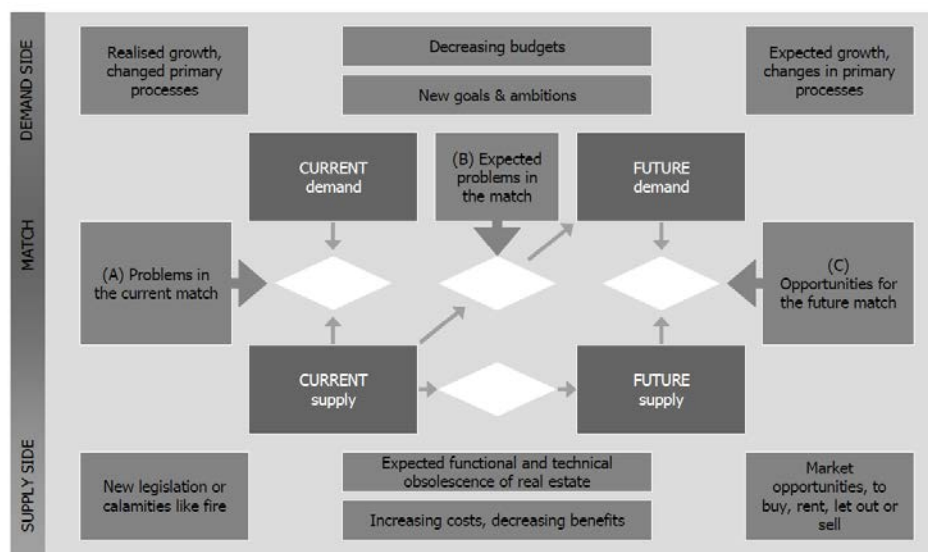 DEMAND SIDE
MATCH
SUPPLY SIDE
Realised growth,
changed primary
processes
Decreasing budgets
New goals & ambitions
Expected growth,
changes in primary
processes
CURRENT
demand
(B) Expected
problems in
the match
FUTURE
demand
(A) Problems in
the current match
(C)
Opportunities for
the future match
CURRENT
supply
FUTURE
supply
New legislation or
calamities like fire
Expected functional and technical
obsolescence of real estate
Increasing costs, decreasing benefits
Market
opportunities, to
buy, rent, let out or
sell